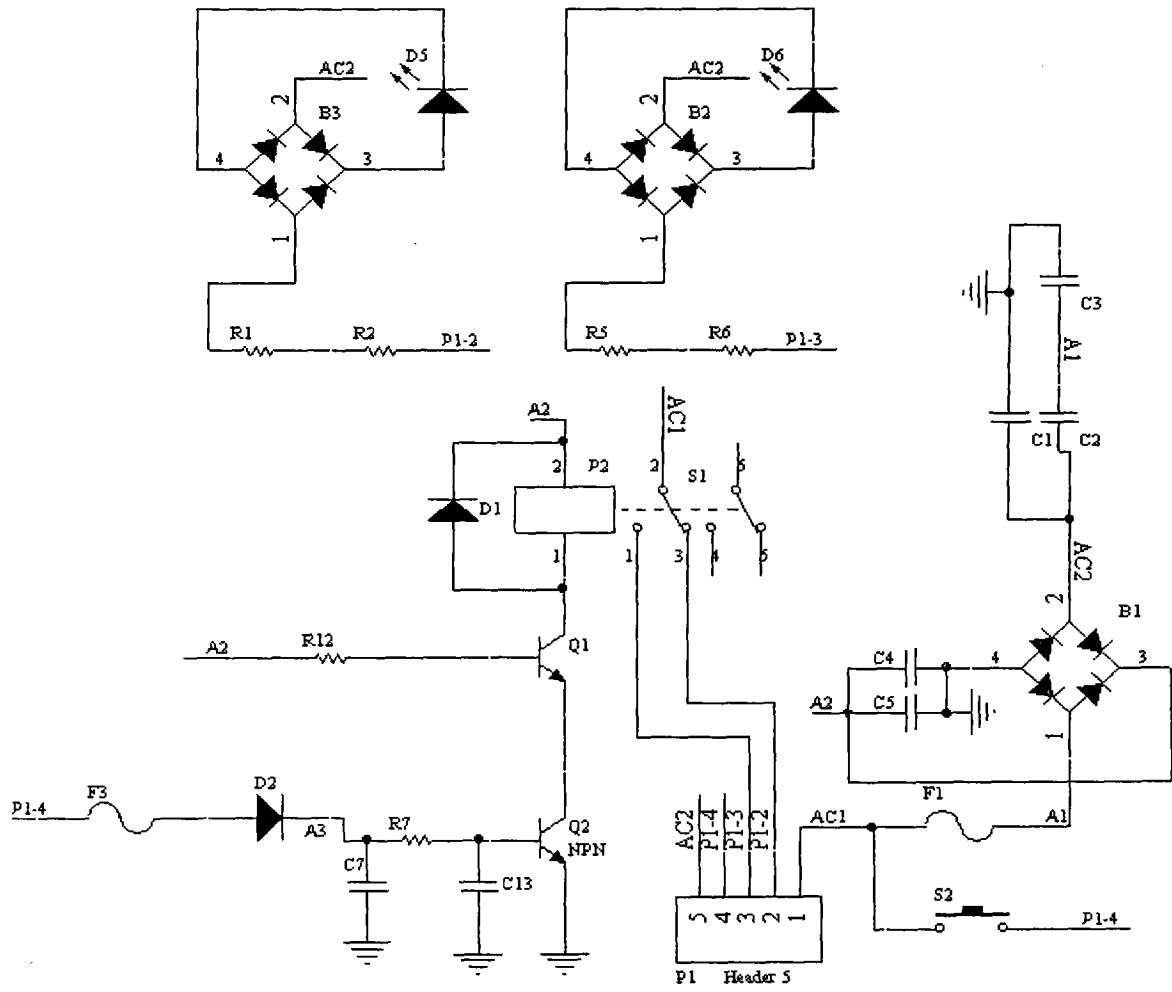 D5
AC2
2
B3
4
3
1
R1
R2
P1-2
D6
AC2
2
B2
4
3
1
R5
R6
P1-3
C3
A1
C1
C2
A2
2
P2
D1
1
AC1
2
S1
6
1
3
4
5
A2
R12
Q1
AC2
2
B1
C4
4
3
C5
A2
1
P1-4
F3
D2
A3
R7
Q2
NPN
C7
C13
AC2
P1-4
P1-3
P1-2
AC1
F1
A1
5
4
3
2
1
S2
P1-4
P1
Header 5